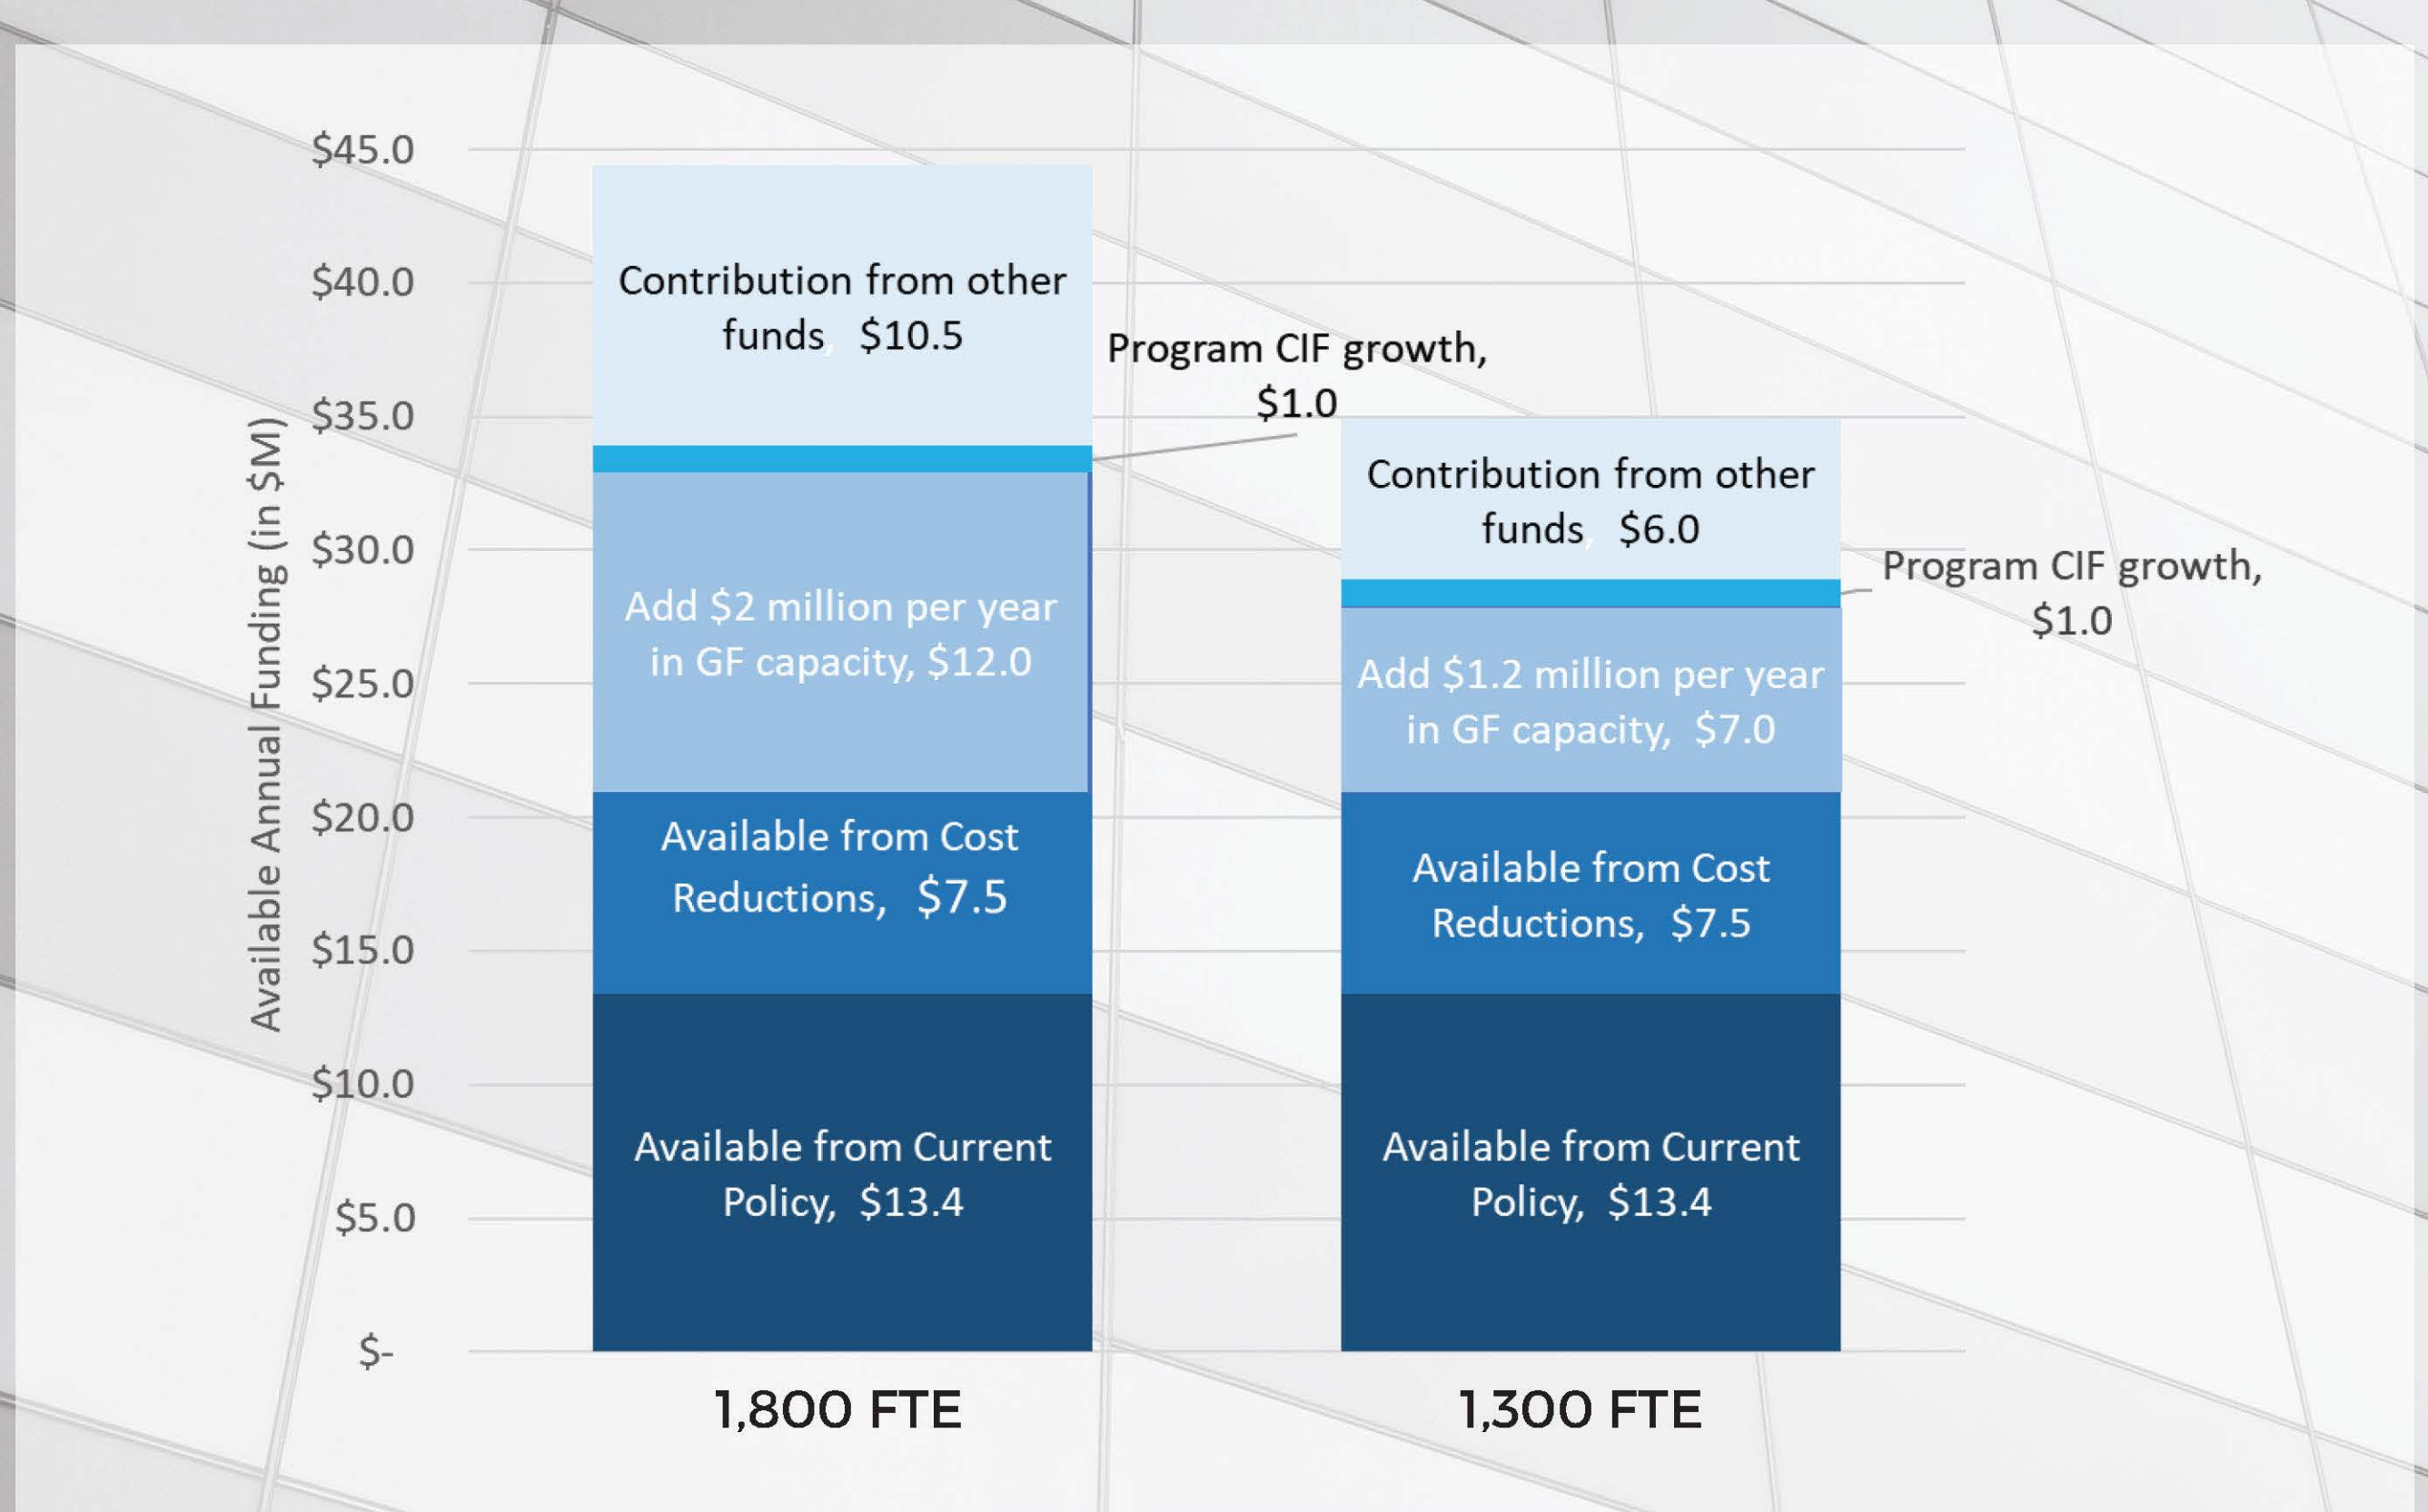 Available Annual Funding (in $M)
$45.0
$40.0
$35.0
$30.0
$25.0
$20.0
$15.0
$10.0
$5.0
$-
Contribution from other
funds, $10.5
Program CIF growth,
$1.0
Add $2 million per year
in GF capacity, $12.0
Available from Cost
Reductions, $7.5
Available from Current
Policy, $13.4
1,800 FTE
Contribution from other
funds, $6.0
Program CIF growth,
$1.0
Add $1.2 million per year
in GF capacity, $7.0
Available from Cost
Reductions, $7.5
Available from Current
Policy, $13.4
1,300 FTE